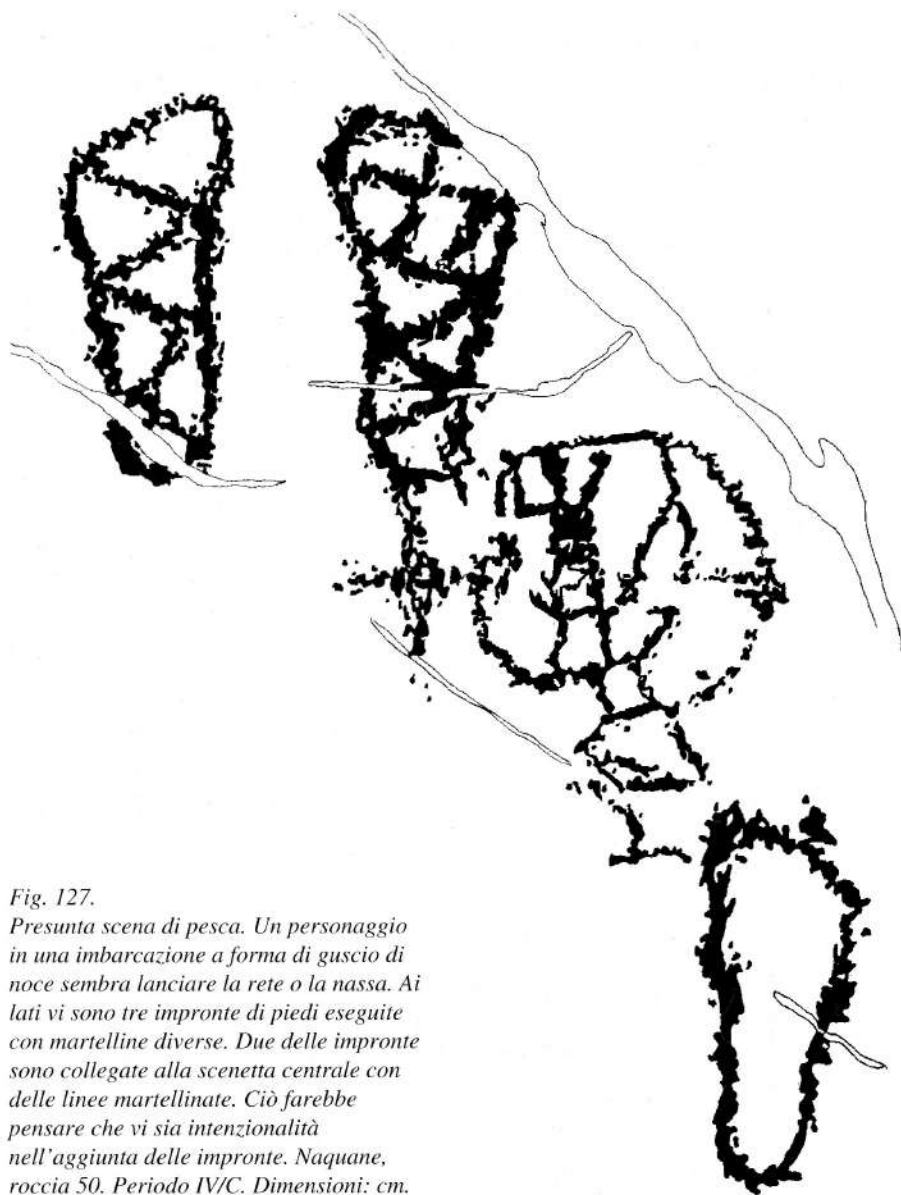 Fig. 127.
Presunta scena di pesca. Un personaggio
in una imbarcazione a forma di guscio di
noce sembra lanciare la rete o la nassa. Ai
lati vi sono tre impronte di piedi eseguite
con martelline diverse. Due delle impronte
sono collegate alla scenetta centrale con
delle linee martellinate. Ciò farebbe
pensare che vi sia intenzionalità
nell'aggiunta delle impronte. Naquane,
roccia 50. Periodo IV/C. Dimensioni: cm.